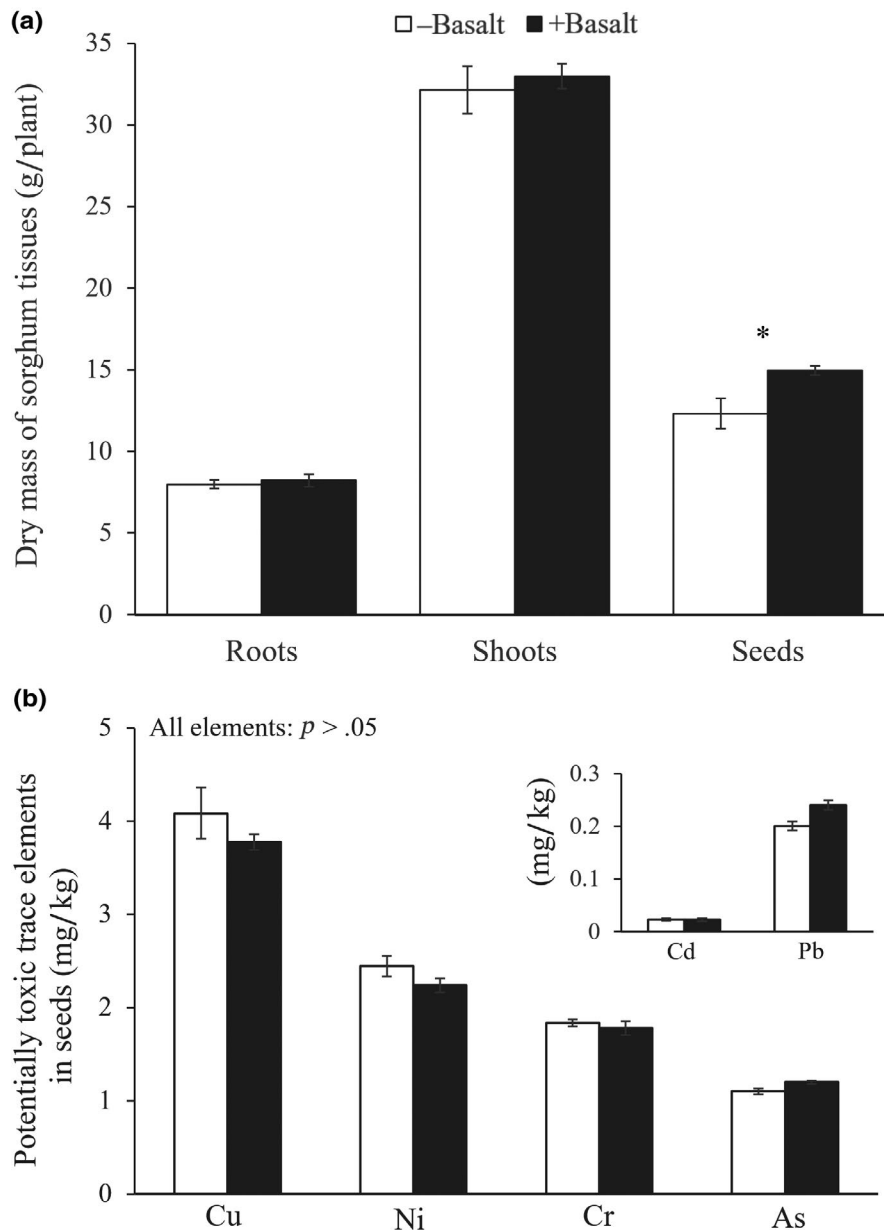 (a)
–Basalt +Basalt
Dry mass of sorghum tissues (g/plant)
35
30
25
20
15
10
5
0
*
Roots Shoots Seeds
(b)
All elements: p > .05
Potentially toxic trace elements
in seeds (mg/kg)
5
4
3
2
1
0
(mg/kg)
0.3
0.2
0.1
0
Cd Pb
Cu Ni Cr As